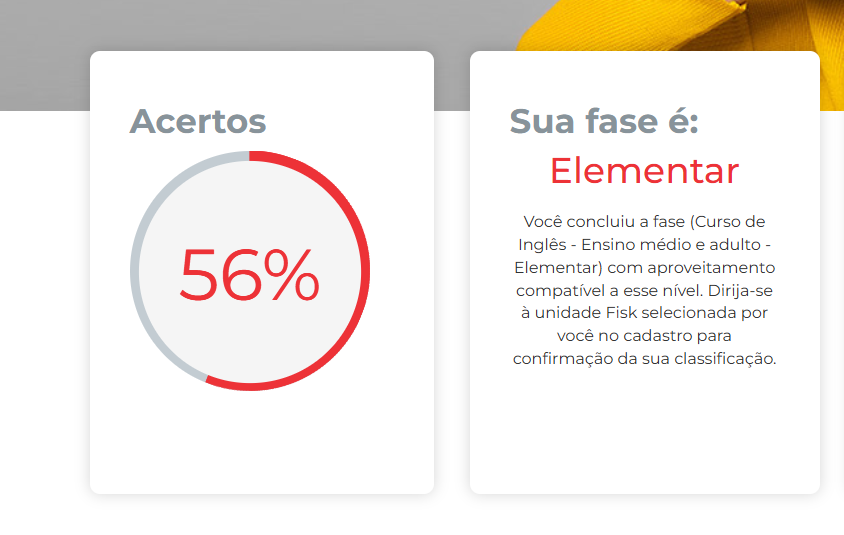 Acertos
56%
Sua fase é:
Elementar
Você concluiu a fase (Curso de
Inglês - Ensino médio e adulto -
Elementar) com aproveitamento
compatível a esse nível. Dirija-se
à unidade Fisk selecionada por
você no cadastro para
confirmação da sua classificação.